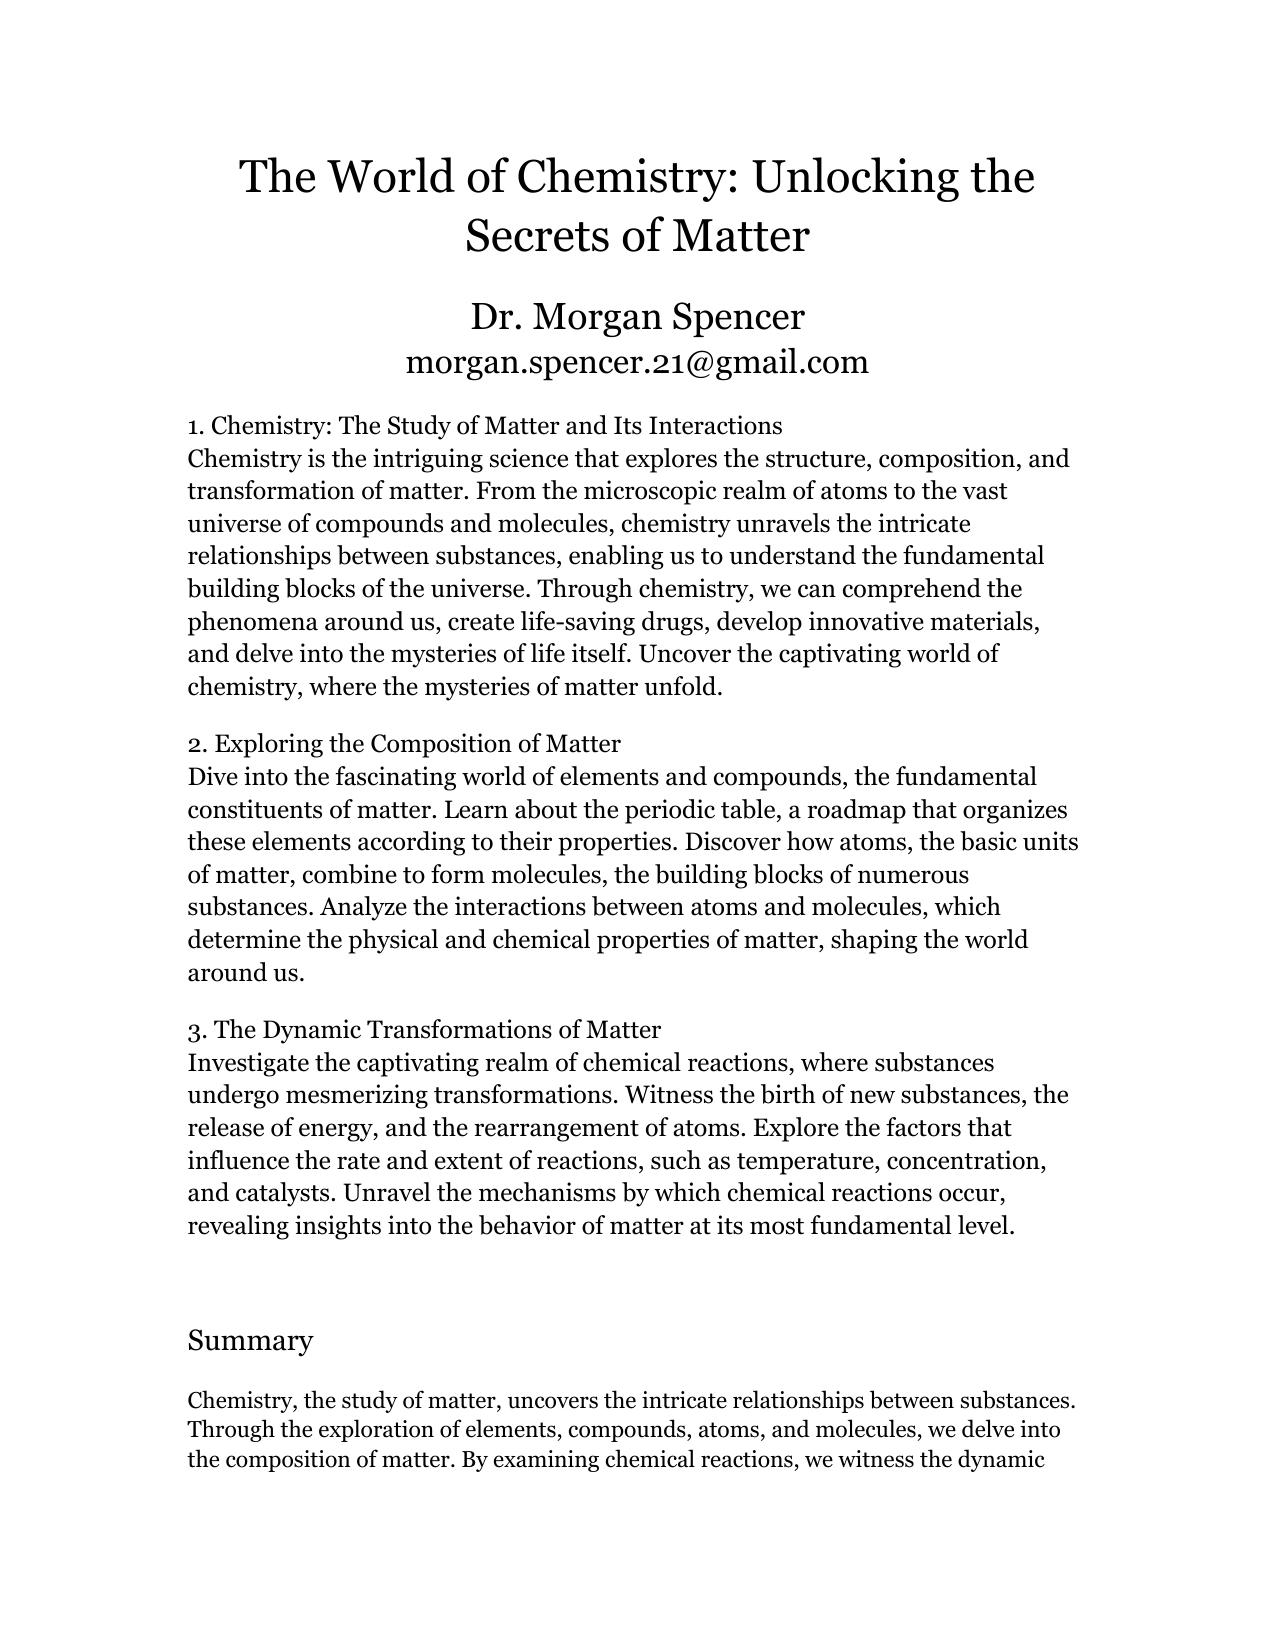 The World of Chemistry: Unlocking the
Secrets of Matter
Dr. Morgan Spencer
morgan.spencer.21@gmail.com
1. Chemistry: The Study of Matter and Its Interactions
Chemistry is the intriguing science that explores the structure, composition, and
transformation of matter. From the microscopic realm of atoms to the vast
universe of compounds and molecules, chemistry unravels the intricate
relationships between substances, enabling us to understand the fundamental
building blocks of the universe. Through chemistry, we can comprehend the
phenomena around us, create life-saving drugs, develop innovative materials,
and delve into the mysteries of life itself. Uncover the captivating world of
chemistry, where the mysteries of matter unfold.
2. Exploring the Composition of Matter
Dive into the fascinating world of elements and compounds, the fundamental
constituents of matter. Learn about the periodic table, a roadmap that organizes
these elements according to their properties. Discover how atoms, the basic units
of matter, combine to form molecules, the building blocks of numerous
substances. Analyze the interactions between atoms and molecules, which
determine the physical and chemical properties of matter, shaping the world
around us.
3. The Dynamic Transformations of Matter
Investigate the captivating realm of chemical reactions, where substances
undergo mesmerizing transformations. Witness the birth of new substances, the
release of energy, and the rearrangement of atoms. Explore the factors that
influence the rate and extent of reactions, such as temperature, concentration,
and catalysts. Unravel the mechanisms by which chemical reactions occur,
revealing insights into the behavior of matter at its most fundamental level.
Summary
Chemistry, the study of matter, uncovers the intricate relationships between substances.
Through the exploration of elements, compounds, atoms, and molecules, we delve into
the composition of matter. By examining chemical reactions, we witness the dynamic